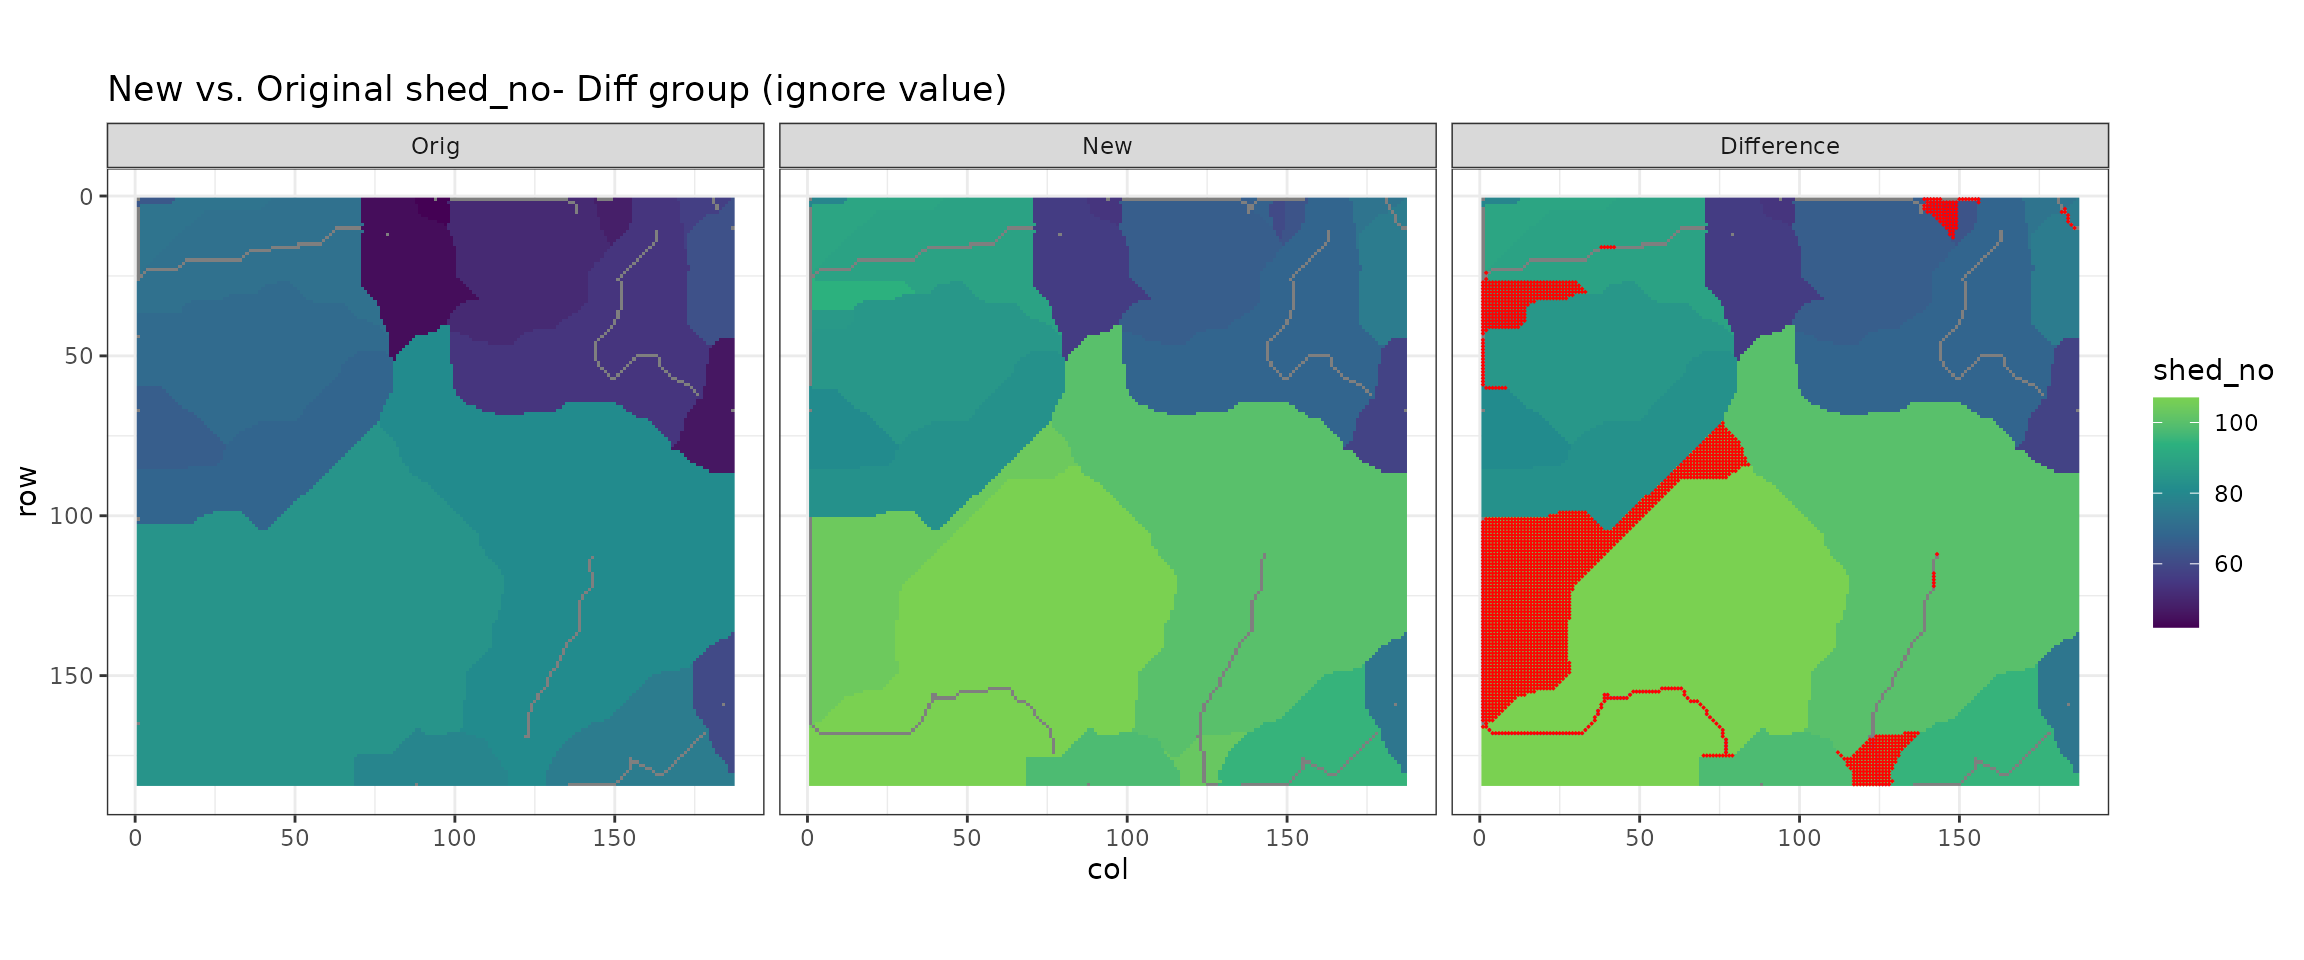 New vs. Original shed_no- Diff group (ignore value)
Orig New Difference
0
50
100
150
row
0 50 100 150 0 50 100 150 0 50 100 150
col
shed_no
100
80
60